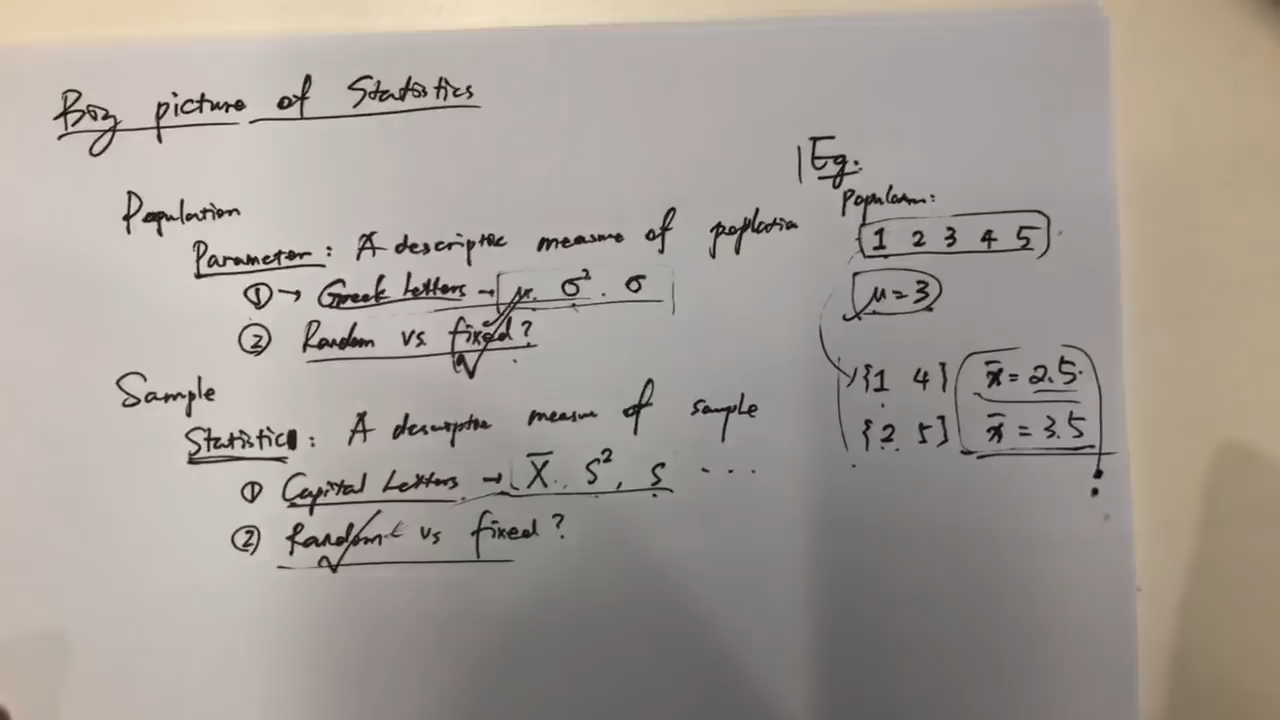 Big picture of Statistics
Population
Parameter: A descriptive measure of population
① → Greek Letters → μ, σ², σ
② Random vs. fixed?
Sample
Statistic: A descriptive measure of sample
① Capital Letters → X̄, S², S ...
② Random vs fixed?
Eg.
Population:
1 2 3 4 5
μ = 3
{1 4} x̄ = 2.5
{2 5} x̄ = 3.5